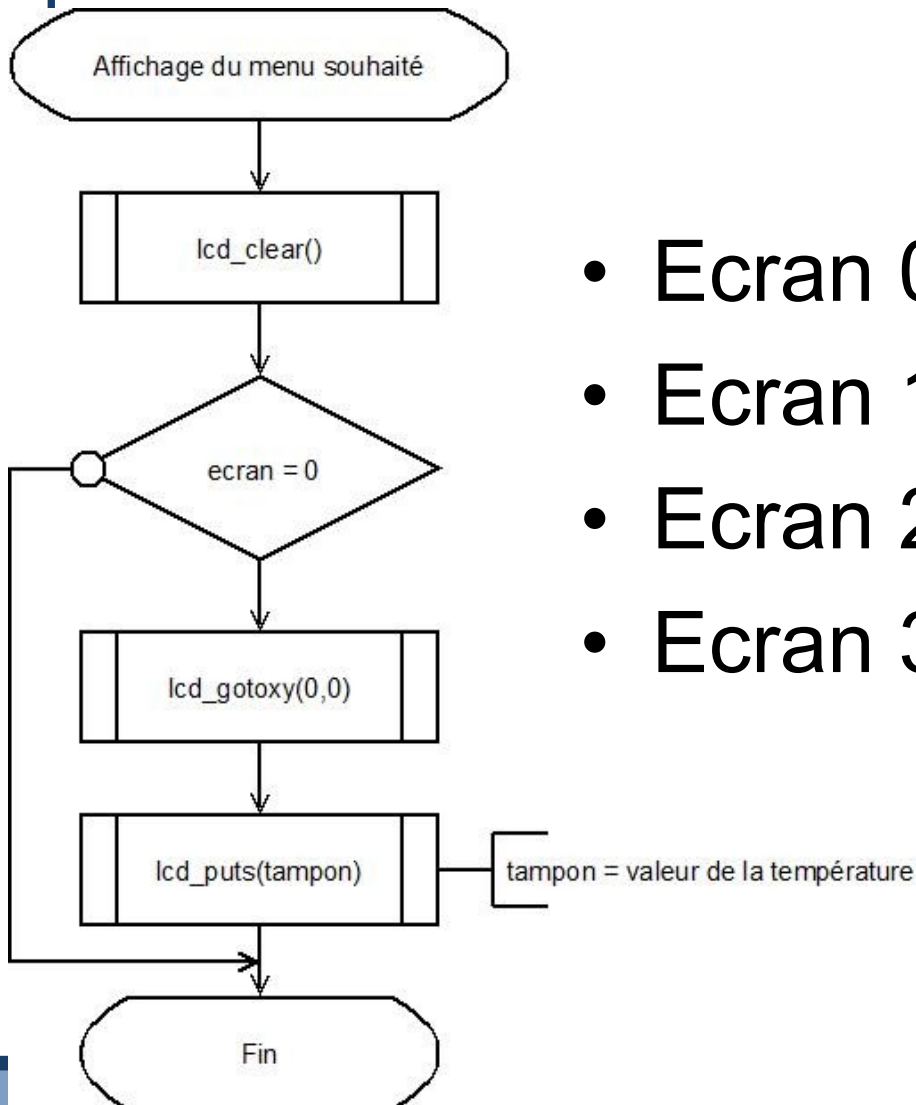 Affichage du menu souhaité
lcd_clear()
ecran = 0
lcd_gotoxy(0,0)
lcd_puts(tampon)
tampon = valeur de la température
Fin
• Ecran
• Ecran
• Ecran
• Ecran